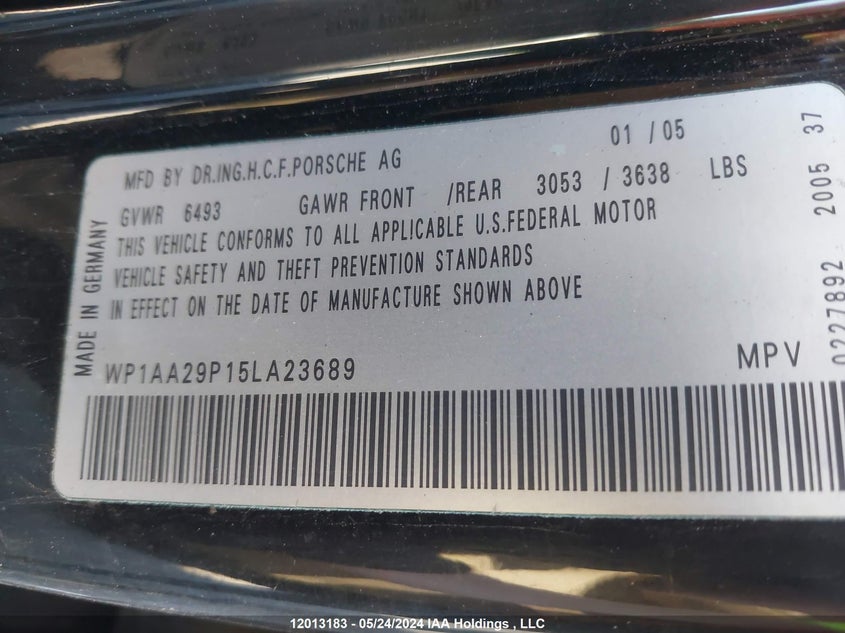 MFD BY DR.ING.H.C.F.PORSCHE AG 01 / 05
GVWR 6493 GAWR FRONT /REAR 3053 / 3638 LBS
THIS VEHICLE CONFORMS TO ALL APPLICABLE U.S.FEDERAL MOTOR
VEHICLE SAFETY AND THEFT PREVENTION STANDARDS
IN EFFECT ON THE DATE OF MANUFACTURE SHOWN ABOVE
MADE IN GERMANY
WP1AA29P15LA23689 MPV
0227892 2005 37
12013183 - 05/24/2024 IAA Holdings , LLC